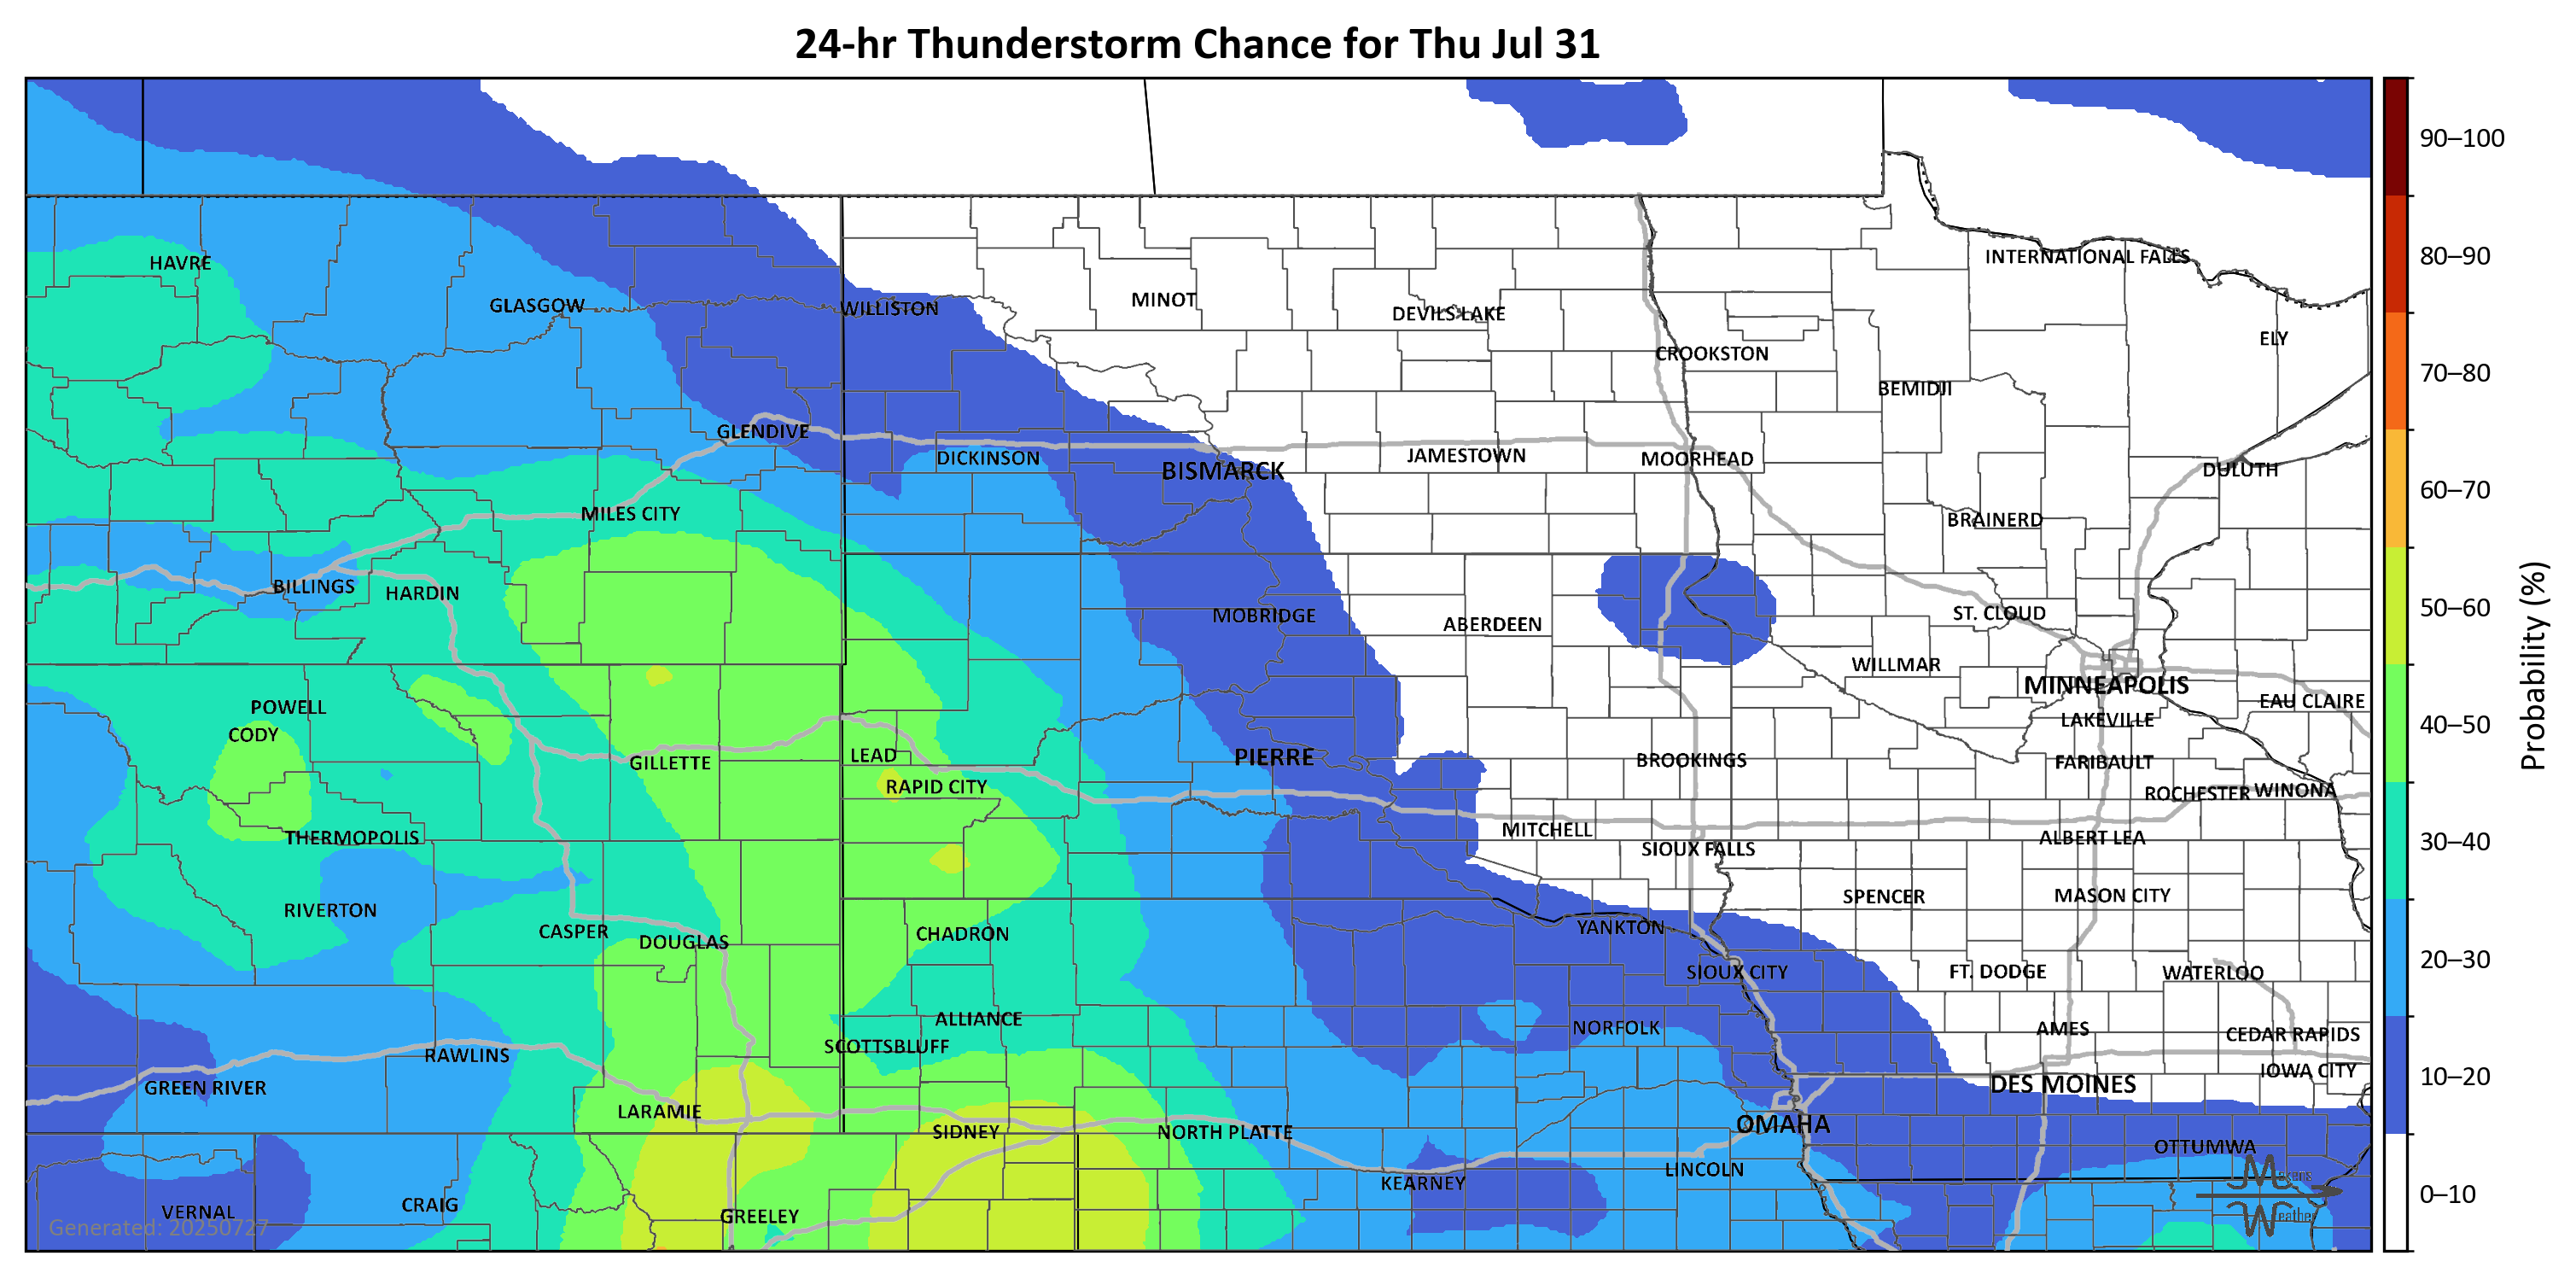 24-hr Thunderstorm Chance for Thu Jul 31
90–100
80–90
70–80
60–70
50–60
40–50
30–40
20–30
10–20
0–10
Probability (%)
HAVRE
GLASGOW
WILLISTON
MINOT
DEVILS LAKE
INTERNATIONAL FALLS
ELY
CROOKSTON
BEMIDJI
GLENDIVE
DICKINSON
BISMARCK
JAMESTOWN
MOORHEAD
DULUTH
MILES CITY
BRAINERD
BILLINGS
HARDIN
MOBRIDGE
ABERDEEN
ST. CLOUD
WILLMAR
MINNEAPOLIS
EAU CLAIRE
POWELL
CODY
LAKEVILLE
GILLETTE
LEAD
PIERRE
BROOKINGS
FARIBAULT
RAPID CITY
ROCHESTER
WINONA
THERMOPOLIS
MITCHELL
SIOUX FALLS
ALBERT LEA
RIVERTON
SPENCER
MASON CITY
CASPER
DOUGLAS
CHADRON
YANKTON
SIOUX CITY
FT. DODGE
WATERLOO
ALLIANCE
NORFOLK
AMES
CEDAR RAPIDS
SCOTTSBLUFF
RAWLINS
GREEN RIVER
DES MOINES
IOWA CITY
LARAMIE
SIDNEY
NORTH PLATTE
OMAHA
OTTUMWA
LINCOLN
KEARNEY
CRAIG
VERNAL
GREELEY
Generated: 20250727
Weather